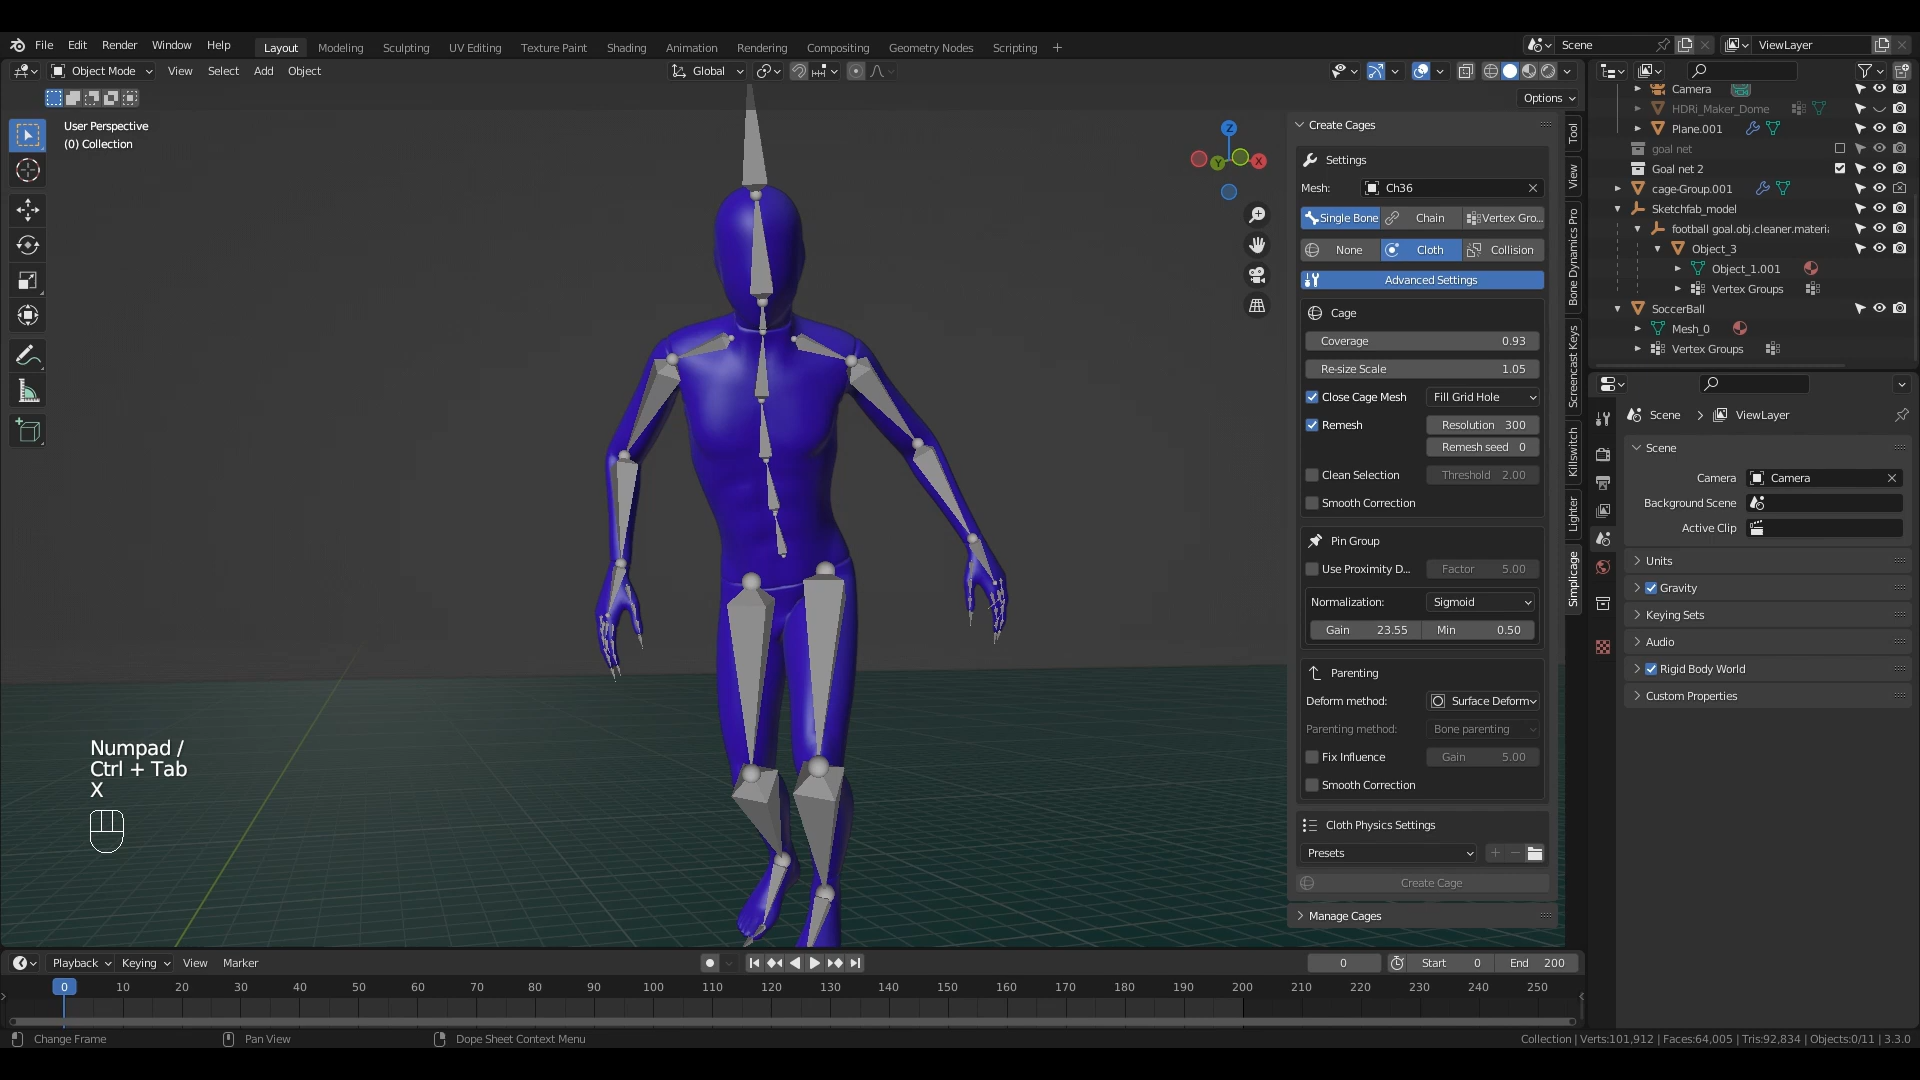 File Edit Render Window Help Layout Modeling Sculpting UV Editing Texture Paint Shading Animation Rendering Compositing Geometry Nodes Scripting + Scene ViewLayer
Object Mode View Select Add Object Global
Options
User Perspective
(0) Collection
Z
X
Y
Numpad /
Ctrl + Tab
X
Create Cages
Settings
Mesh: Ch36
Single Bone Chain Vertex Gro...
None Cloth Collision
Advanced Settings
Cage
Coverage 0.93
Re-size Scale 1.05
Close Cage Mesh Fill Grid Hole
Remesh Resolution 300
Remesh seed 0
Clean Selection Threshold 2.00
Smooth Correction
Pin Group
Use Proximity D... Factor 5.00
Normalization: Sigmoid
Gain 23.55 Min 0.50
Parenting
Deform method: Surface Deform
Parenting method: Bone parenting
Fix Influence Gain 5.00
Smooth Correction
Cloth Physics Settings
Presets
Create Cage
Manage Cages
Tool
View
Bone Dynamics Pro
Screencast Keys
Killswitch
Lighter
Simplicage
Camera
HDRi_Maker_Dome
Plane.001
goal net
Goal net 2
cage-Group.001
Sketchfab_model
football goal.obj.cleaner.materi
Object_3
Object_1.001
Vertex Groups
SoccerBall
Mesh_0
Vertex Groups
Scene ViewLayer
Scene
Camera Camera
Background Scene
Active Clip
Units
Gravity
Keying Sets
Audio
Rigid Body World
Custom Properties
Playback Keying View Marker 0 Start 0 End 200
0 10 20 30 40 50 60 70 80 90 100 110 120 130 140 150 160 170 180 190 200 210 220 230 240 250
Change Frame Pan View Dope Sheet Context Menu Collection | Verts:101,912 | Faces:64,005 | Tris:92,834 | Objects:0/11 | 3.3.0